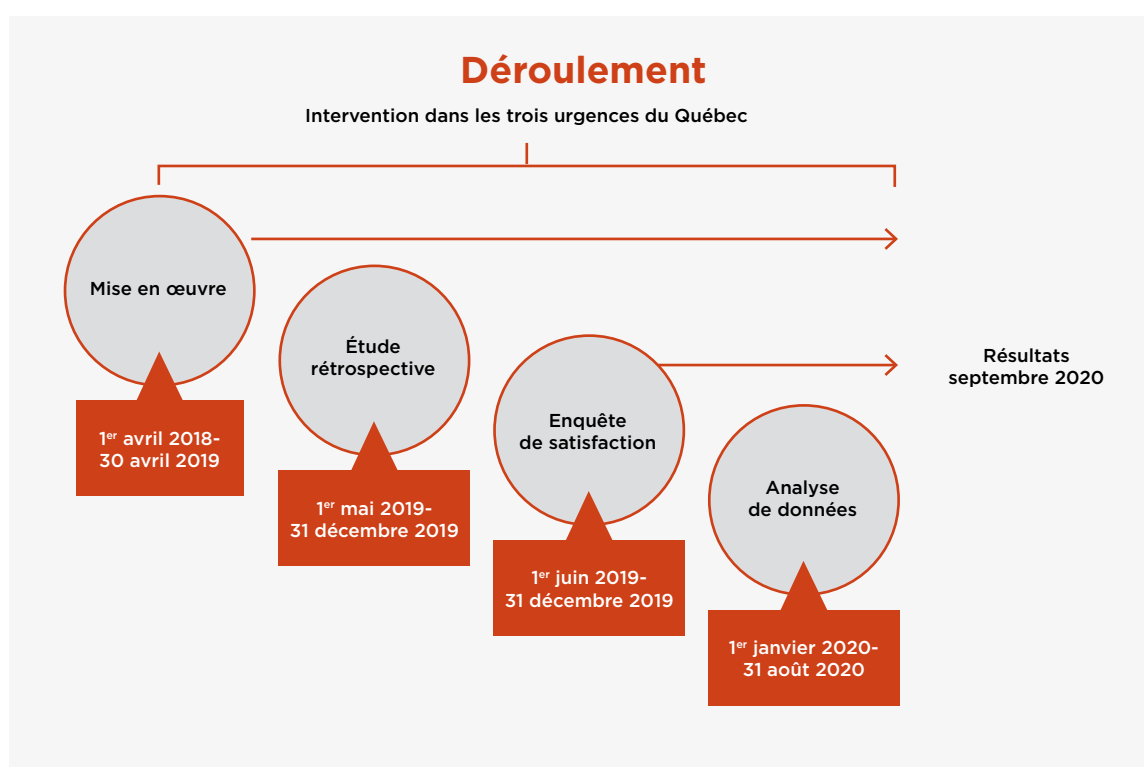 Déroulement
Intervention dans les trois urgences du Québec
Mise en œuvre
1er avril 2018-
30 avril 2019
Étude
rétrospective
1er mai 2019-
31 décembre 2019
Enquête
de satisfaction
1er juin 2019-
31 décembre 2019
Analyse
de données
1er janvier 2020-
31 août 2020
Résultats
septembre 2020